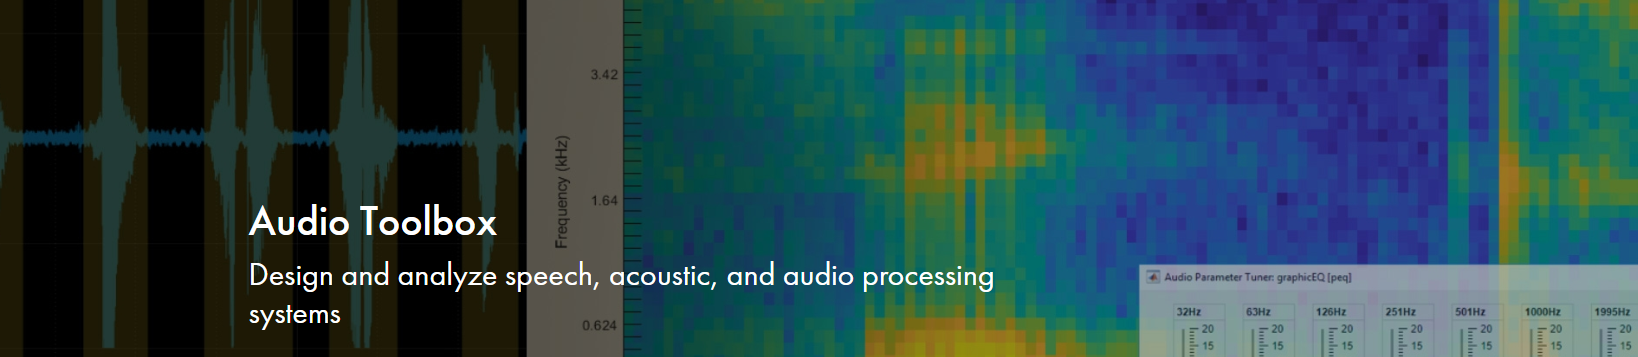 3.42
1.64
0.624
Frequency (kHz)
Audio Toolbox
Design and analyze speech, acoustic, and audio processing
systems
Audio Parameter Tuner: graphicEQ [peq]
32Hz 63Hz 126Hz 251Hz 501Hz 1000Hz 1995Hz
20 20 20 20 20 20 20
15 15 15 15 15 15 15